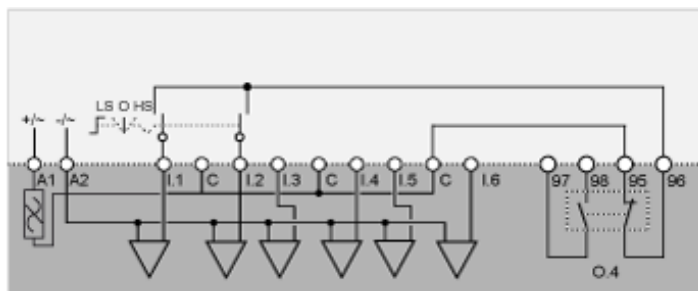 LS O HS
+/~ -/~
A1 A2 I.1 C I.2 I.3 C I.4 I.5 C I.6 97 98 95 96
O.4